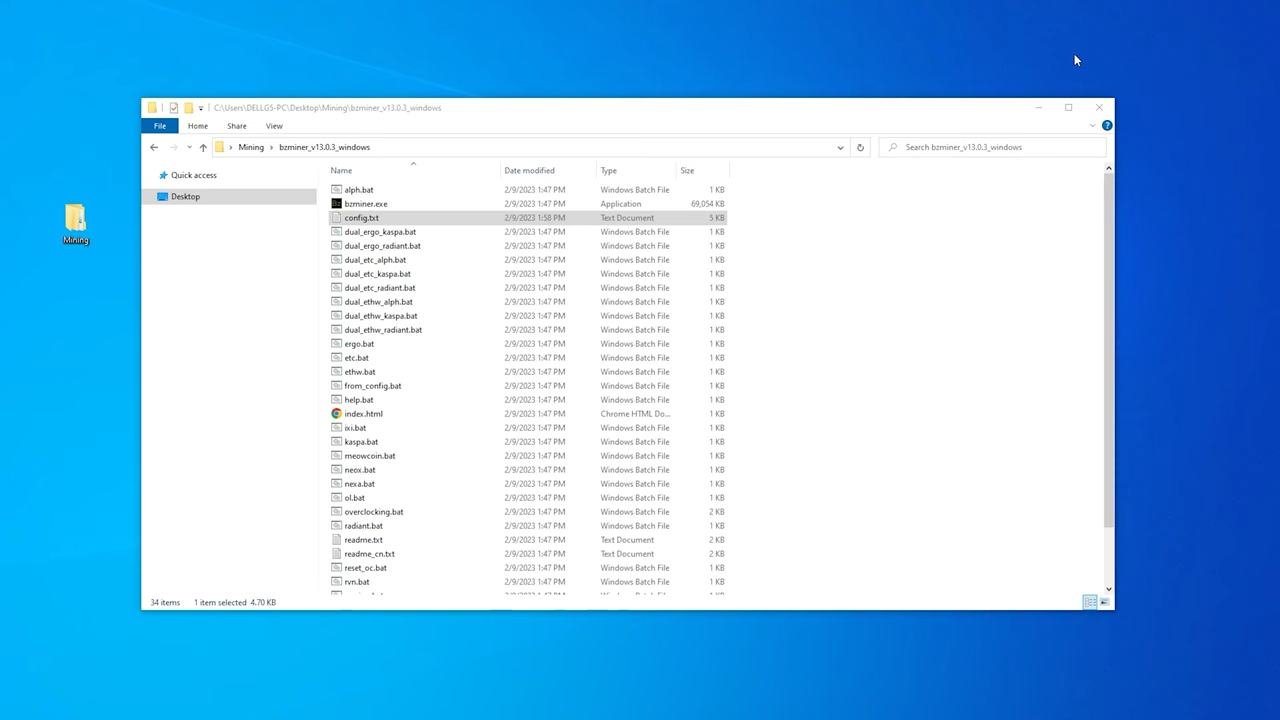 C:\Users\DELLG5-PC\Desktop\Mining\bzminer_v13.0.3_windows
File Home Share View
Mining > bzminer_v13.0.3_windows Search bzminer_v13.0.3_windows
Quick access
Desktop
Mining
Name Date modified Type Size
alph.bat 2/9/2023 1:47 PM Windows Batch File 1 KB
bzminer.exe 2/9/2023 1:47 PM Application 69,054 KB
config.txt 2/9/2023 1:58 PM Text Document 5 KB
dual_ergo_kaspa.bat 2/9/2023 1:47 PM Windows Batch File 1 KB
dual_ergo_radiant.bat 2/9/2023 1:47 PM Windows Batch File 1 KB
dual_etc_alph.bat 2/9/2023 1:47 PM Windows Batch File 1 KB
dual_etc_kaspa.bat 2/9/2023 1:47 PM Windows Batch File 1 KB
dual_etc_radiant.bat 2/9/2023 1:47 PM Windows Batch File 1 KB
dual_ethw_alph.bat 2/9/2023 1:47 PM Windows Batch File 1 KB
dual_ethw_kaspa.bat 2/9/2023 1:47 PM Windows Batch File 1 KB
dual_ethw_radiant.bat 2/9/2023 1:47 PM Windows Batch File 1 KB
ergo.bat 2/9/2023 1:47 PM Windows Batch File 1 KB
etc.bat 2/9/2023 1:47 PM Windows Batch File 1 KB
ethw.bat 2/9/2023 1:47 PM Windows Batch File 1 KB
from_config.bat 2/9/2023 1:47 PM Windows Batch File 1 KB
help.bat 2/9/2023 1:47 PM Windows Batch File 1 KB
index.html 2/9/2023 1:47 PM Chrome HTML Do... 1 KB
ixi.bat 2/9/2023 1:47 PM Windows Batch File 1 KB
kaspa.bat 2/9/2023 1:47 PM Windows Batch File 1 KB
meowcoin.bat 2/9/2023 1:47 PM Windows Batch File 1 KB
neox.bat 2/9/2023 1:47 PM Windows Batch File 1 KB
nexa.bat 2/9/2023 1:47 PM Windows Batch File 1 KB
ol.bat 2/9/2023 1:47 PM Windows Batch File 1 KB
overclocking.bat 2/9/2023 1:47 PM Windows Batch File 2 KB
radiant.bat 2/9/2023 1:47 PM Windows Batch File 1 KB
readme.txt 2/9/2023 1:47 PM Text Document 2 KB
readme_cn.txt 2/9/2023 1:47 PM Text Document 2 KB
reset_oc.bat 2/9/2023 1:47 PM Windows Batch File 1 KB
rvn.bat 2/9/2023 1:47 PM Windows Batch File 1 KB
34 items 1 item selected 4.70 KB